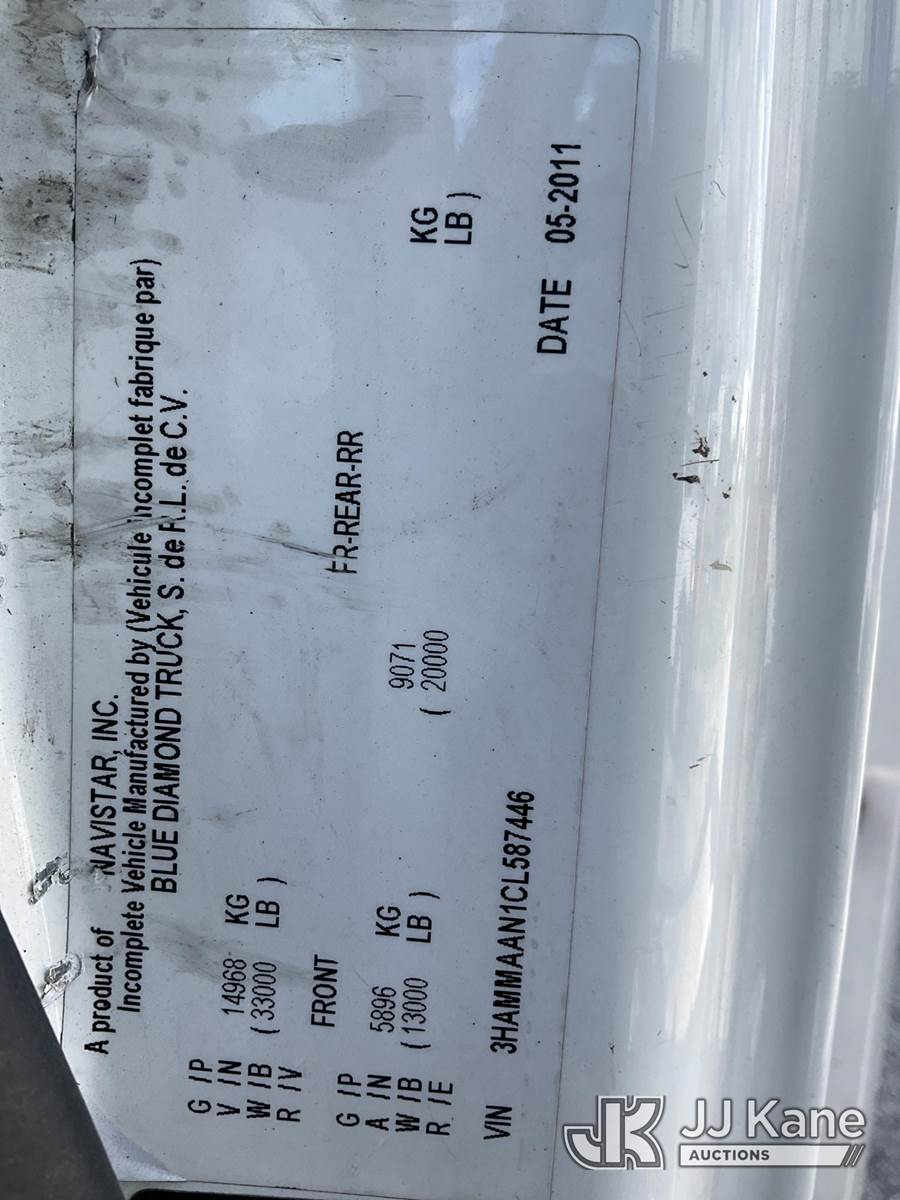 A product of NAVISTAR, INC.
Incomplete Vehicle Manufactured by (Vehicule incomplet fabrique par)
BLUE DIAMOND TRUCK, S. de R.L. de C.V.
G /P
V /N 14968 KG
W /B ( 33000 LB )
R /V
FRONT FR-REAR-RR
G /P
A /N 5896 KG 9071 KG
W /B ( 13000 LB ) ( 20000 LB )
R /E
VIN 3HAMMAAN1CL587446
DATE 05-2011
JK JJ Kane
AUCTIONS